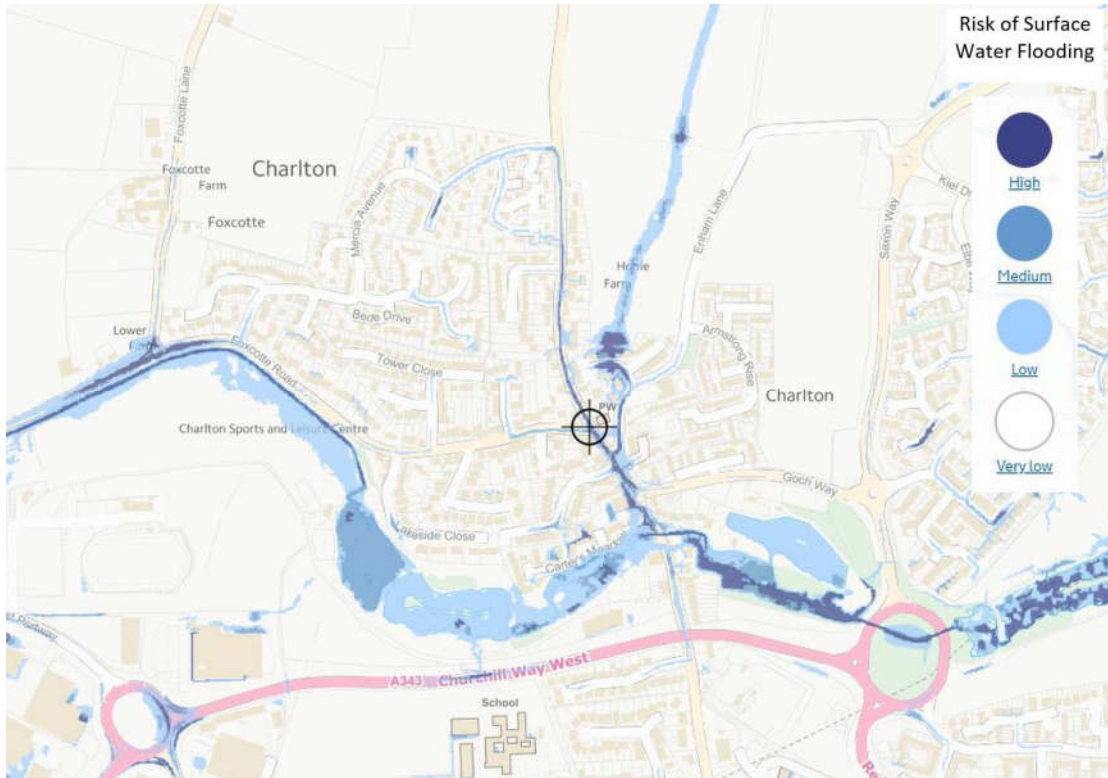 Risk of Surface
Water Flooding
High
Medium
Low
Very low
Foxcotte Lane
Charlton
Foxcotte
Farm
Foxcotte
Mercia Avenue
Enham Lane
Saxon Way
Home
Farm
Bede Drive
Armstrong Rise
Lower
Foxcotte Road
Tower Close
Charlton
PW
Charlton Sports and Leisure Centre
Goch Way
Lakeside Close
Carter's Meadow
A343
Churchill Way West
School